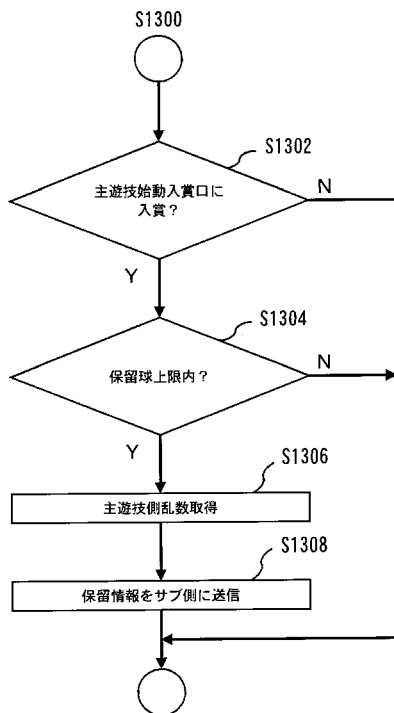 S1300
S1302
主遊技始動入賞口に
入賞？
N
Y
S1304
保留球上限内？
N
Y
S1306
主遊技側乱数取得
S1308
保留情報をサブ側に送信